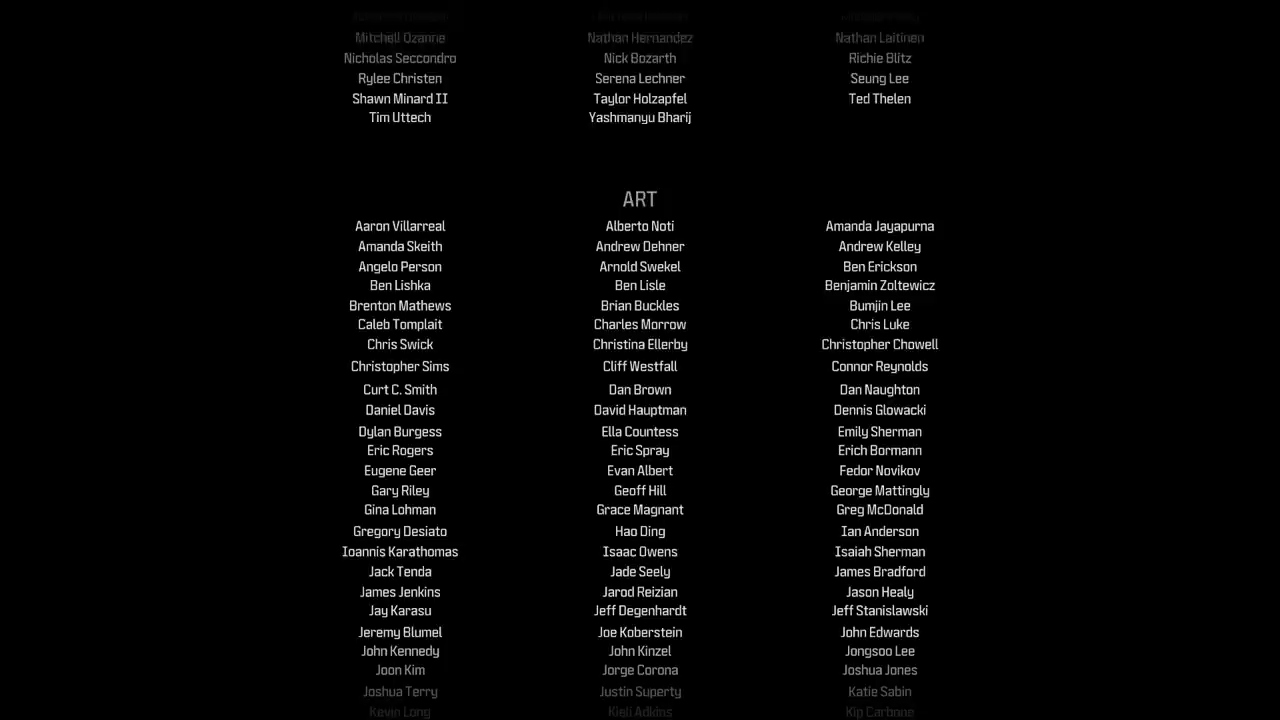 Mitchell Ozanne Nathan Hernandez Nathan Laitinen
Nicholas Seccondro Nick Bozarth Richie Blitz
Rylee Christen Serena Lechner Seung Lee
Shawn Minard II Taylor Holzapfel Ted Thelen
Tim Uttech Yashmanyu Bharij
ART
Aaron Villarreal Alberto Noti Amanda Jayapurna
Amanda Skeith Andrew Dehner Andrew Kelley
Angelo Person Arnold Swekel Ben Erickson
Ben Lishka Ben Lisle Benjamin Zoltewicz
Brenton Mathews Brian Buckles Bumjin Lee
Caleb Tomplait Charles Morrow Chris Luke
Chris Swick Christina Ellerby Christopher Chowell
Christopher Sims Cliff Westfall Connor Reynolds
Curt C. Smith Dan Brown Dan Naughton
Daniel Davis David Hauptman Dennis Glowacki
Dylan Burgess Ella Countess Emily Sherman
Eric Rogers Eric Spray Erich Bormann
Eugene Geer Evan Albert Fedor Novikov
Gary Riley Geoff Hill George Mattingly
Gina Lohman Grace Magnant Greg McDonald
Gregory Desiato Hao Ding Ian Anderson
Ioannis Karathomas Isaac Owens Isaiah Sherman
Jack Tenda Jade Seely James Bradford
James Jenkins Jarod Reizian Jason Healy
Jay Karasu Jeff Degenhardt Jeff Stanislawski
Jeremy Blumel Joe Koberstein John Edwards
John Kennedy John Kinzel Jongsoo Lee
Joon Kim Jorge Corona Joshua Jones
Joshua Terry Justin Superty Katie Sabin
Kevin Long Kieli Adkins Kip Carbone